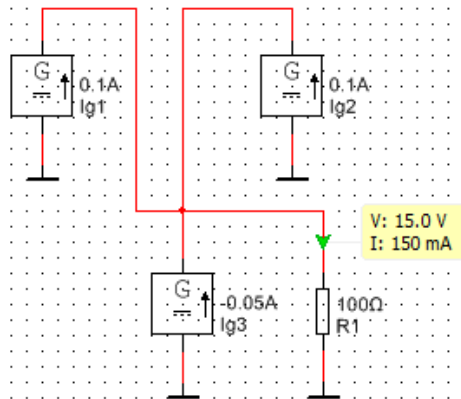 G
0.1A
Ig1
G
0.1A
Ig2
V: 15.0 V
I: 150 mA
G
-0.05A
Ig3
100Ω
R1